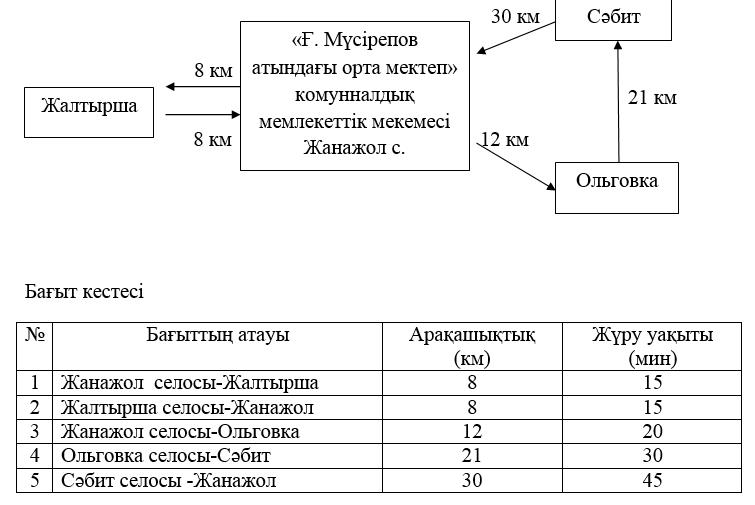 30 км
Сәбит
«Ғ. Мүсірепов
атындағы орта мектеп»
комунналдық
мемлекеттік мекемесі
Жанажол с.
8 км
Жалтырша
8 км
21 км
12 км
Ольговка
Бағыт кестесі
№ Бағыттың атауы Арақашықтық (км) Жүру уақыты (мин)
1 Жанажол селосы-Жалтырша 8 15
2 Жалтырша селосы-Жанажол 8 15
3 Жанажол селосы-Ольговка 12 20
4 Ольговка селосы-Сәбит 21 30
5 Сәбит селосы -Жанажол 30 45